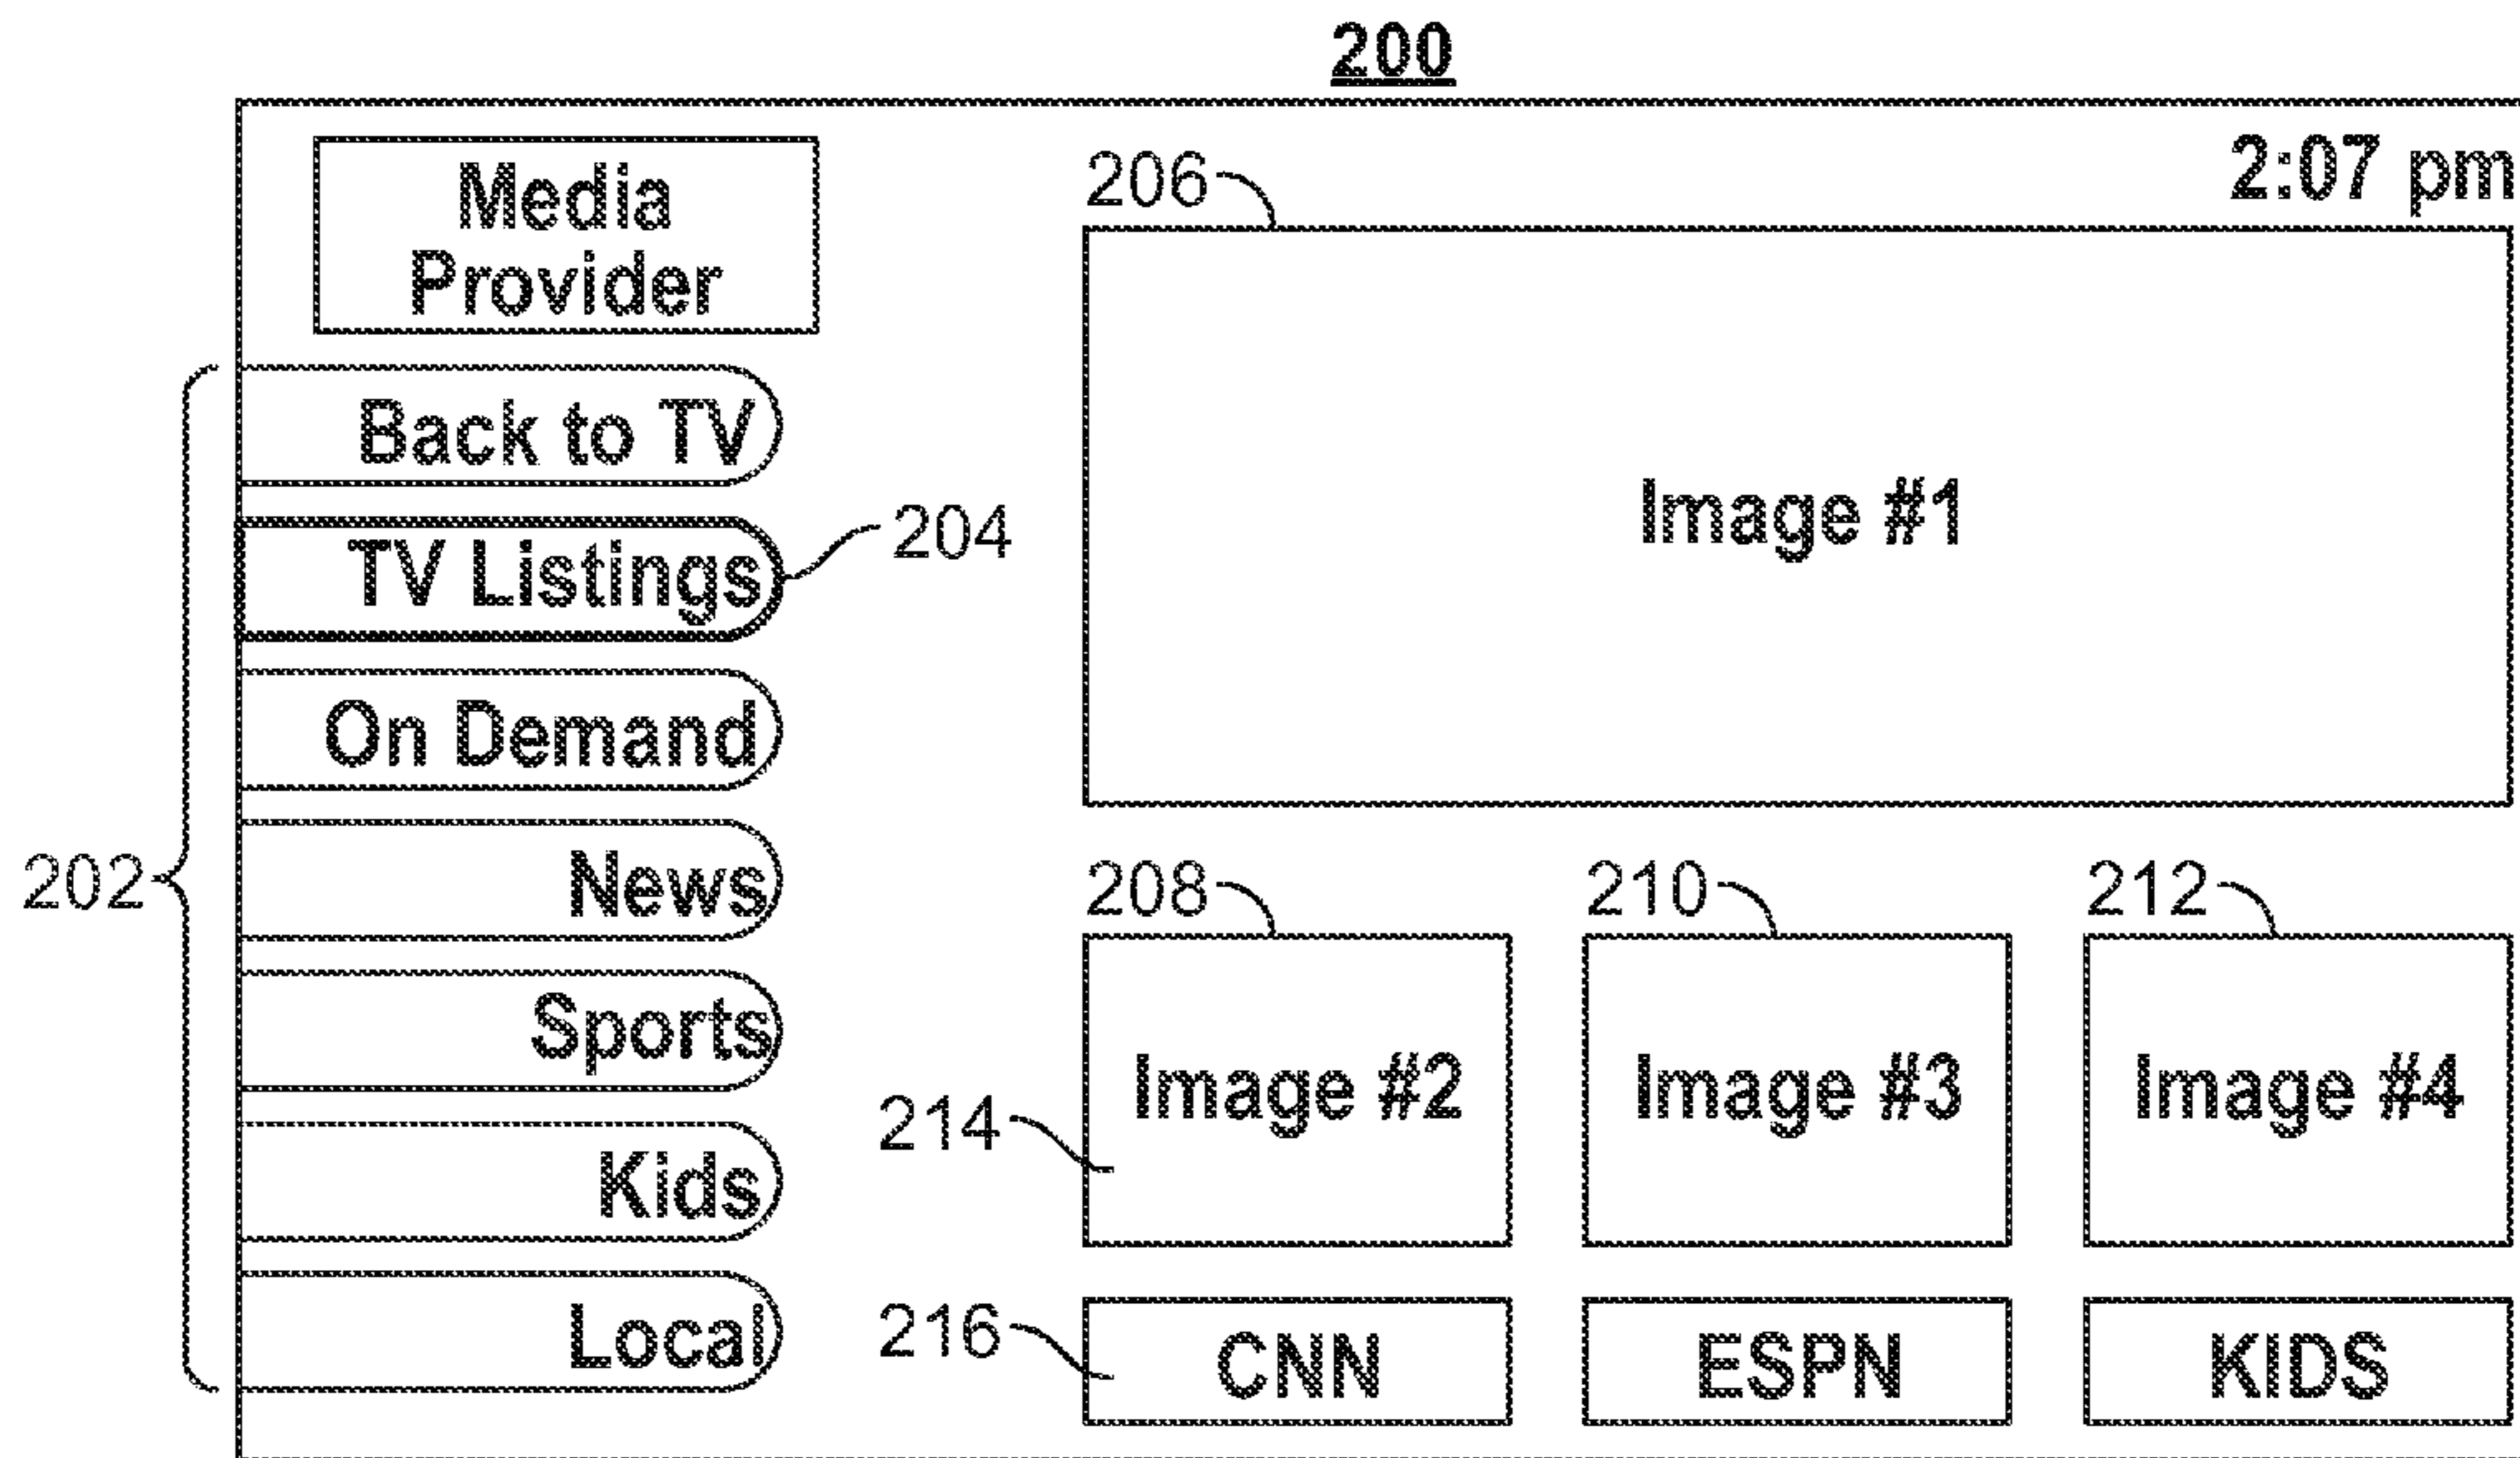 200
Media
Provider
2:07 pm
206
Back to TV
TV Listings
204
Image #1
On Demand
202
News
208
210
212
Sports
Image #2
Image #3
Image #4
214
Kids
Local
216
CNN
ESPN
KIDS